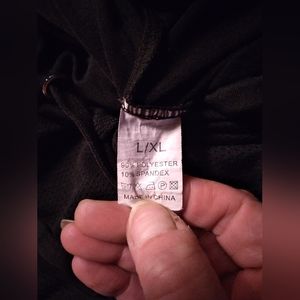 L/XL
90% POLYESTER
10% SPANDEX
MADE IN CHINA